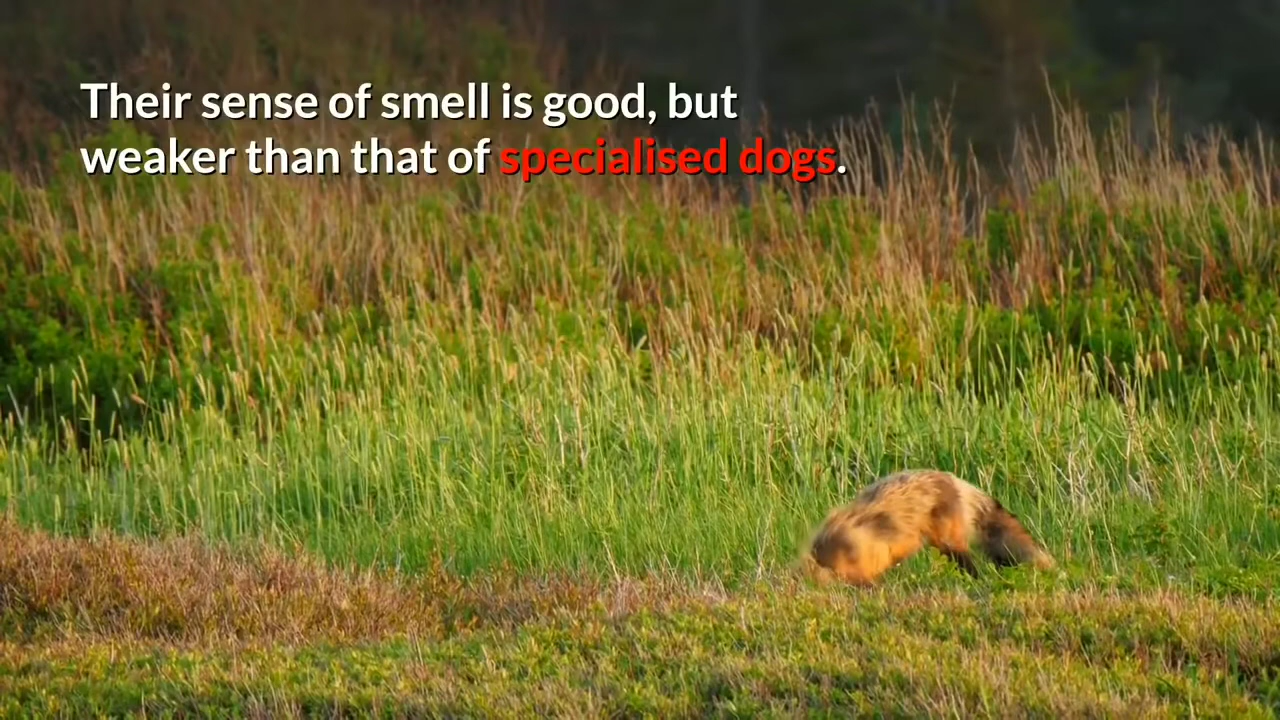 Their sense of smell is good, but
weaker than that of specialised dogs.